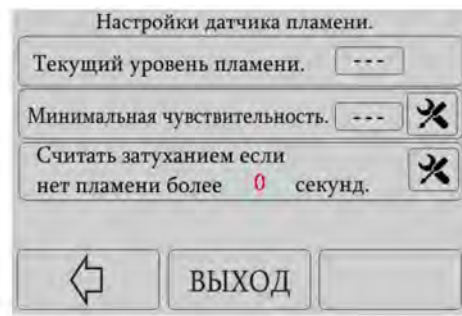 Настройки датчика пламени.
Текущий уровень пламени. ---
Минимальная чувствительность. ---
Считать затуханием если
нет пламени более 0 секунд.
ВЫХОД